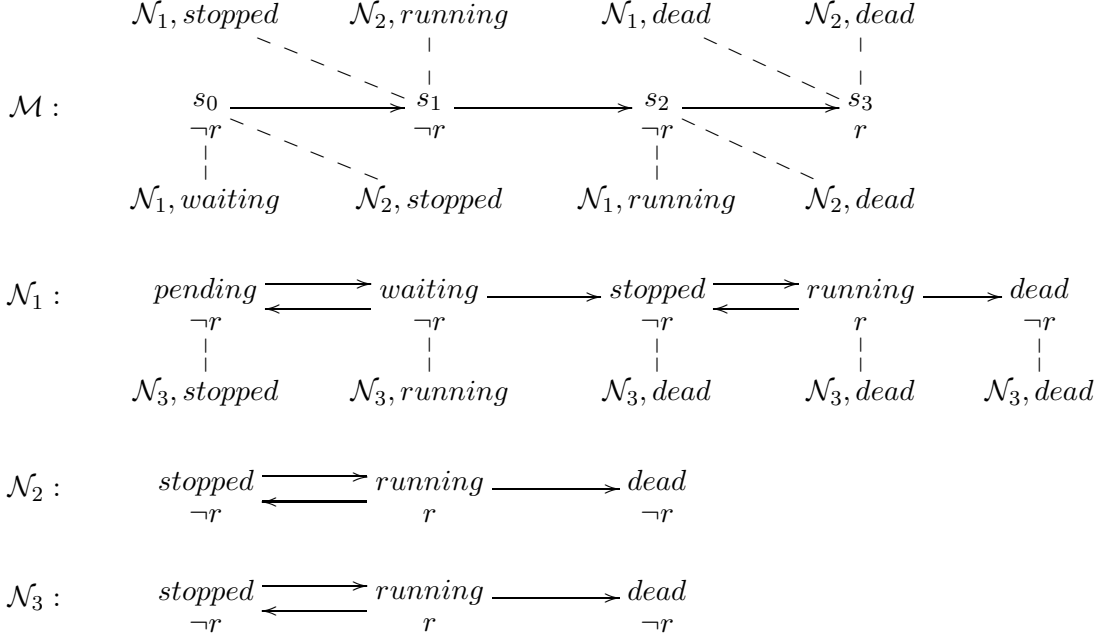 𝒩₁, stopped 𝒩₂, running 𝒩₁, dead 𝒩₂, dead
ℳ : s₀ s₁ s₂ s₃
¬r ¬r ¬r r
𝒩₁, waiting 𝒩₂, stopped 𝒩₁, running 𝒩₂, dead
𝒩₁ : pending waiting stopped running dead
¬r ¬r ¬r r ¬r
𝒩₃, stopped 𝒩₃, running 𝒩₃, dead 𝒩₃, dead 𝒩₃, dead
𝒩₂ : stopped running dead
¬r r ¬r
𝒩₃ : stopped running dead
¬r r ¬r